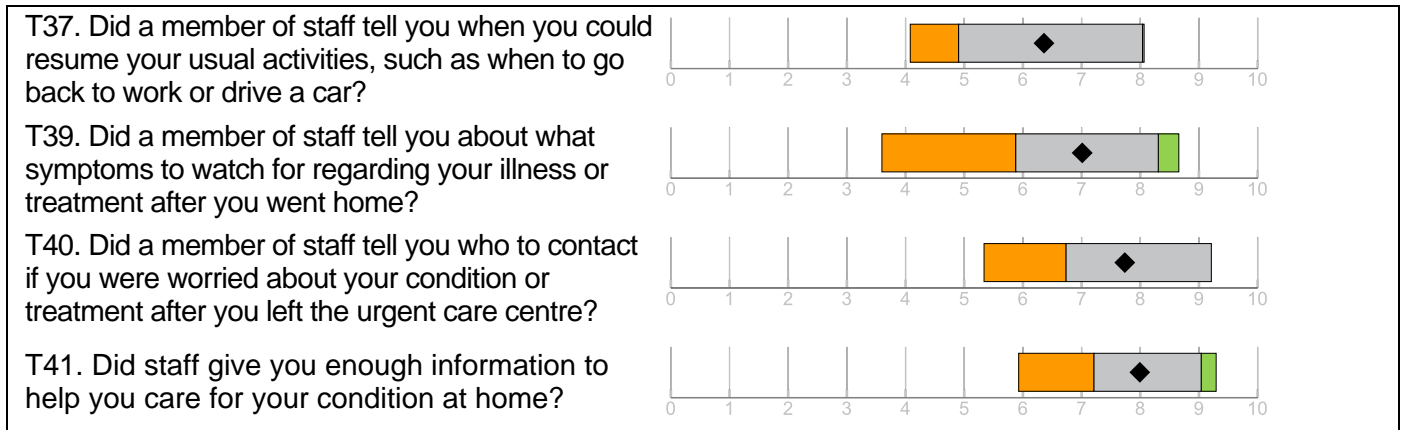 T37. Did a member of staff tell you when you could
resume your usual activities, such as when to go
back to work or drive a car?
0 1 2 3 4 5 6 7 8 9 10
T39. Did a member of staff tell you about what
symptoms to watch for regarding your illness or
treatment after you went home?
0 1 2 3 4 5 6 7 8 9 10
T40. Did a member of staff tell you who to contact
if you were worried about your condition or
treatment after you left the urgent care centre?
0 1 2 3 4 5 6 7 8 9 10
T41. Did staff give you enough information to
help you care for your condition at home?
0 1 2 3 4 5 6 7 8 9 10